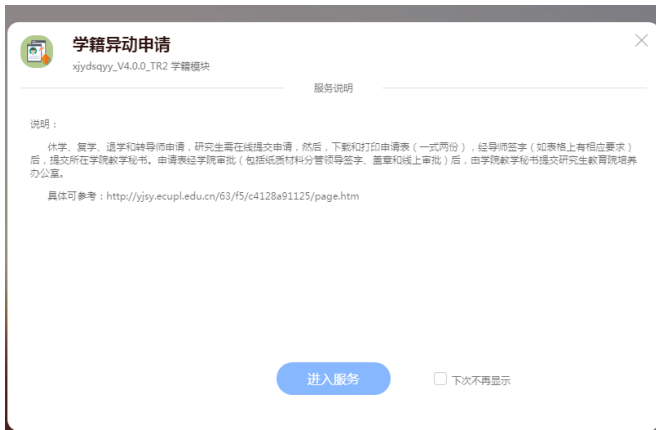 学籍异动申请
xjydsqyy_V4.0.0_TR2 学籍模块
服务说明
说明：
休学、复学、退学和转导师申请，研究生需在线提交申请，然后，下载和打印申请表（一式两份），经导师签字（如表格上有相应要求）
后，提交所在学院教学秘书。申请表经学院审批（包括纸质材料分管领导签字、盖章和线上审批）后，由学院教学秘书提交研究生教育院培养
办公室。
具体可参考：http://yjsy.ecupl.edu.cn/63/f5/c4128a91125/page.htm
进入服务
下次不再显示